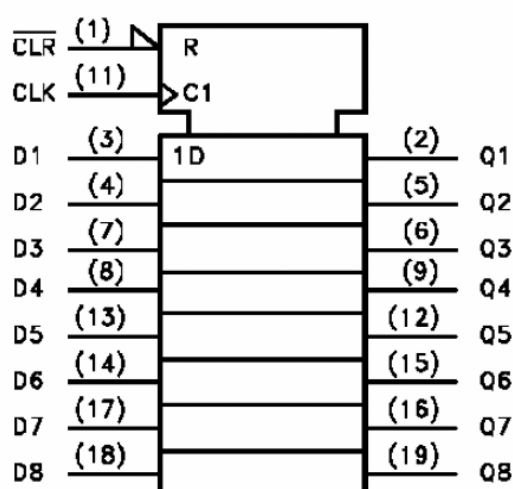 C̅L̅R̅ (1) R
CLK (11) C1
D1 (3) 1D (2) Q1
D2 (4) (5) Q2
D3 (7) (6) Q3
D4 (8) (9) Q4
D5 (13) (12) Q5
D6 (14) (15) Q6
D7 (17) (16) Q7
D8 (18) (19) Q8